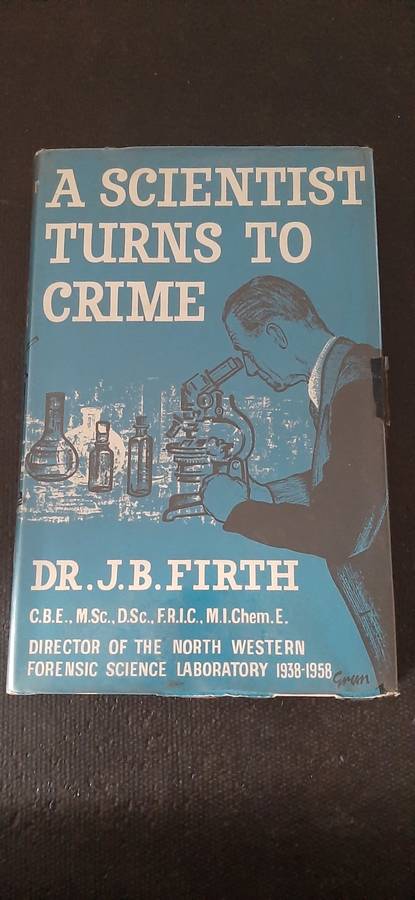 A SCIENTIST
TURNS TO
CRIME
DR. J. B. FIRTH
C.B.E., M.Sc., D.Sc., F.R.I.C., M.I.Chem.E.
DIRECTOR OF THE NORTH WESTERN
FORENSIC SCIENCE LABORATORY 1938-1958